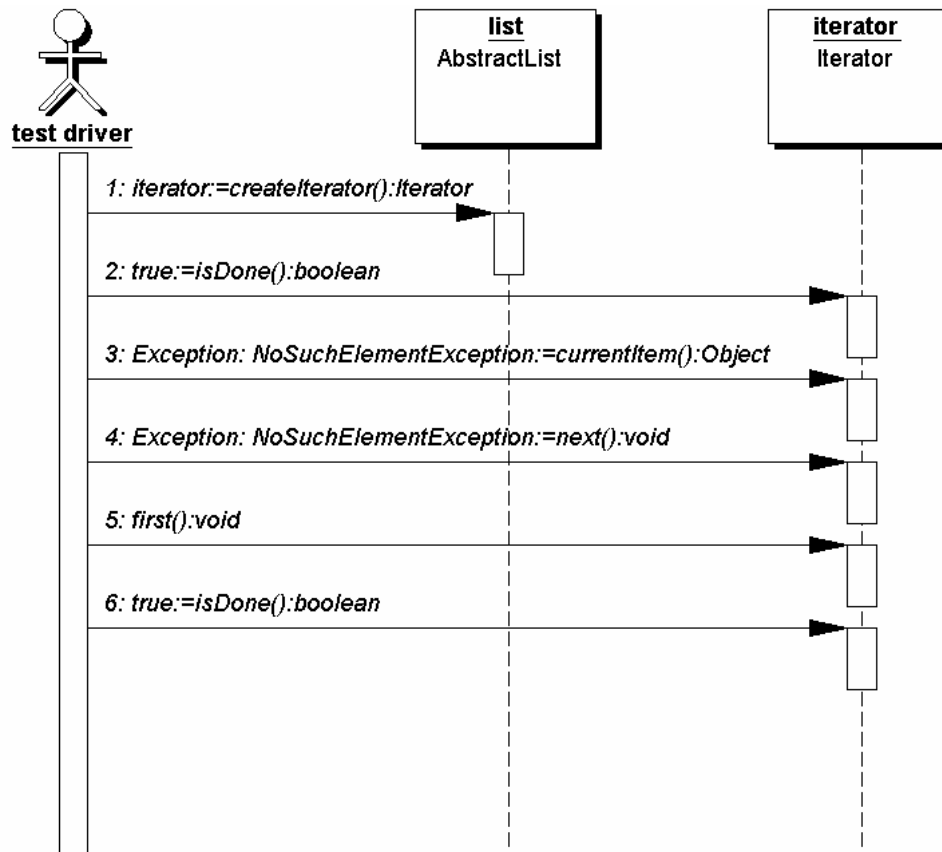 list
AbstractList
iterator
Iterator
test driver
1: iterator:=createIterator():Iterator
2: true:=isDone():boolean
3: Exception: NoSuchElementException:=currentItem():Object
4: Exception: NoSuchElementException:=next():void
5: first():void
6: true:=isDone():boolean